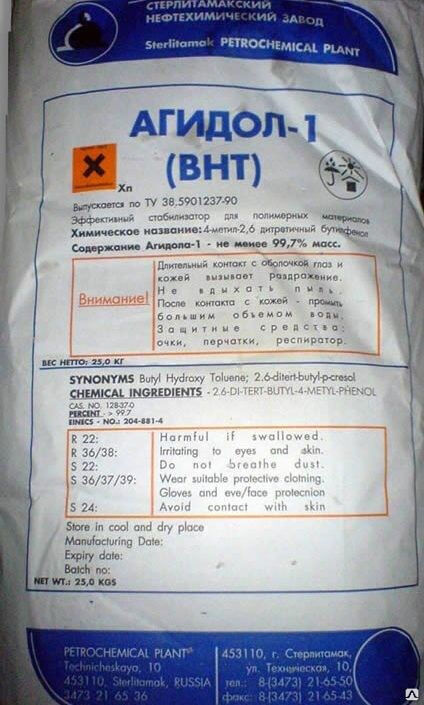 СТЕРЛИТАМАКСКИЙ
НЕФТЕХИМИЧЕСКИЙ ЗАВОД
Sterlitamak PETROCHEMICAL PLANT
АГИДОЛ-1
(ВНТ)
Xn
Выпускается по ТУ 38.5901237-90
Эффективный стабилизатор для полимерных материалов
Химическое название: 4-метил-2,6 дитретичный бутилфенол
Содержание Агидола-1 - не менее 99,7% масс.
Внимание!
Длительный контакт с оболочкой глаз и
кожей вызывает раздражение.
Не вдыхать пыль.
После контакта с кожей - промыть
большим объемом воды.
Защитные средства:
очки, перчатки, респиратор.
ВЕС НЕТТО: 25,0 КГ
SYNONYMS Butyl Hydroxy Toluene; 2.6-ditert-butyl-p-cresol
CHEMICAL INGREDIENTS - 2.6-DI-TERT-BUTYL-4-METYL-PHENOL
CAS. NO. 128-37-0
PERCENT - > 99.7
EINECS - NO.: 204-881-4
R 22: Harmful if swallowed.
R 36/38: Irritating to eyes and skin.
S 22: Do not breathe dust.
S 36/37/39: Wear suitable protective clotning.
Gloves and eve/face protecnion
S 24: Avoid contact with skin
Store in cool and dry place
Manufacturing Date:
Expiry date:
Batch no:
NET WT.: 25,0 KGS
PETROCHEMICAL PLANT
Technicheskaya, 10
453110, Sterlitamak, RUSSIA
3473 21 65 36
453110, г. Стерлитамак,
ул. Техническая, 10,
тел.: 8-(3473) 21-65-50
факс: 8-(3473) 21-65-43